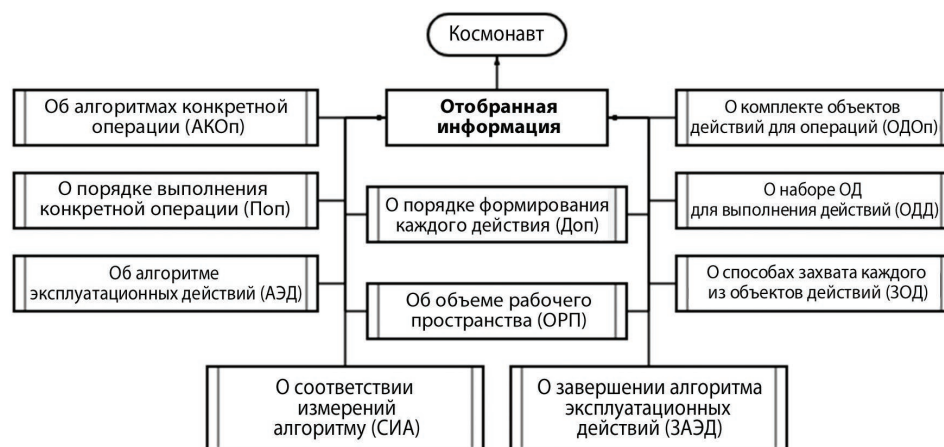 Космонавт
Об алгоритмах конкретной
операции (АКОп)
Отобранная
информация
О комплекте объектов
действий для операций (ОДОп)
О порядке выполнения
конкретной операции (Поп)
О порядке формирования
каждого действия (Доп)
О наборе ОД
для выполнения действий (ОДД)
Об алгоритме
эксплуатационных действий (АЭД)
Об объеме рабочего
пространства (ОРП)
О способах захвата каждого
из объектов действий (ЗОД)
О соответствии
измерений
алгоритму (СИА)
О завершении алгоритма
эксплуатационных
действий (ЗАЭД)